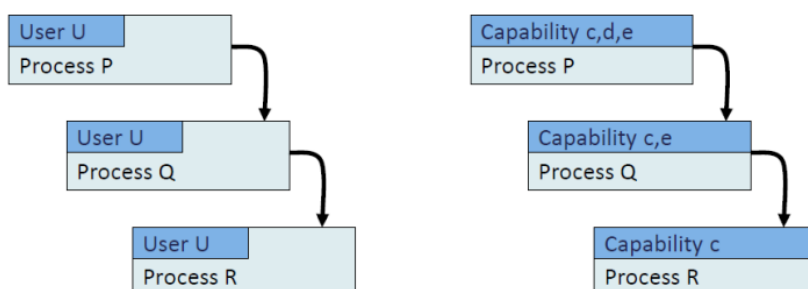 User U
Process P
User U
Process Q
User U
Process R
Capability c,d,e
Process P
Capability c,e
Process Q
Capability c
Process R